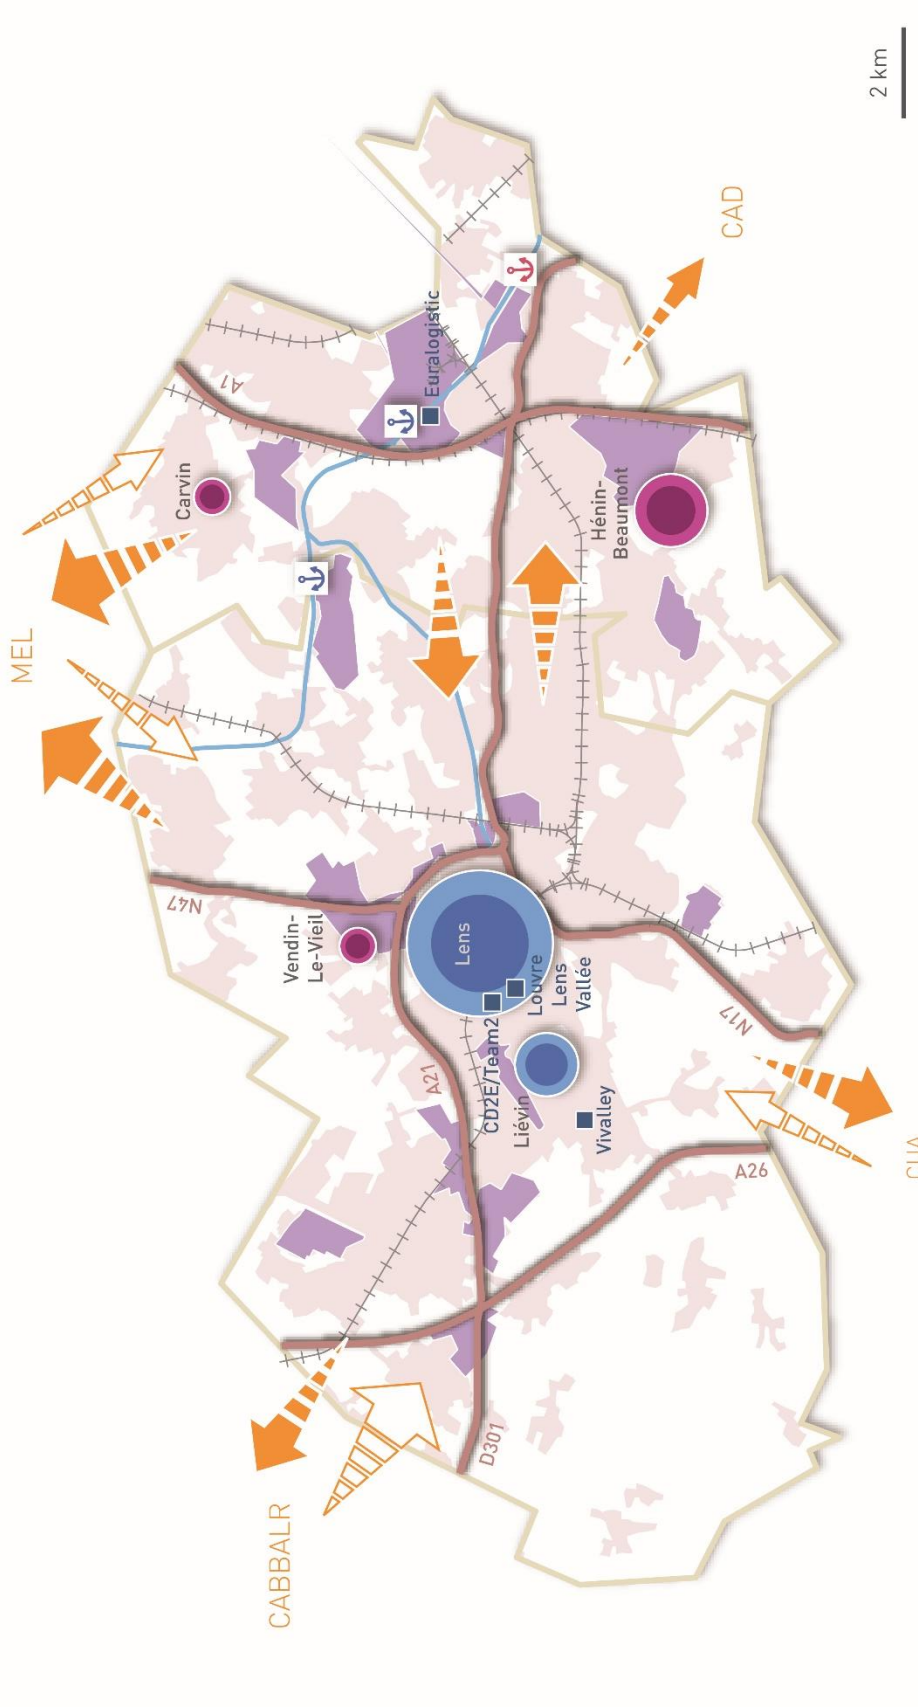 MEL
Carvin
A1
N47
Vendin-
Le-Vieil
Euralogistic
A21
Lens
CD2E/Team2
Louvre
Lens
Vallée
Liévin
Vivalley
Hénin-
Beaumont
CAD
N17
A26
D301
CABBALR
2 km